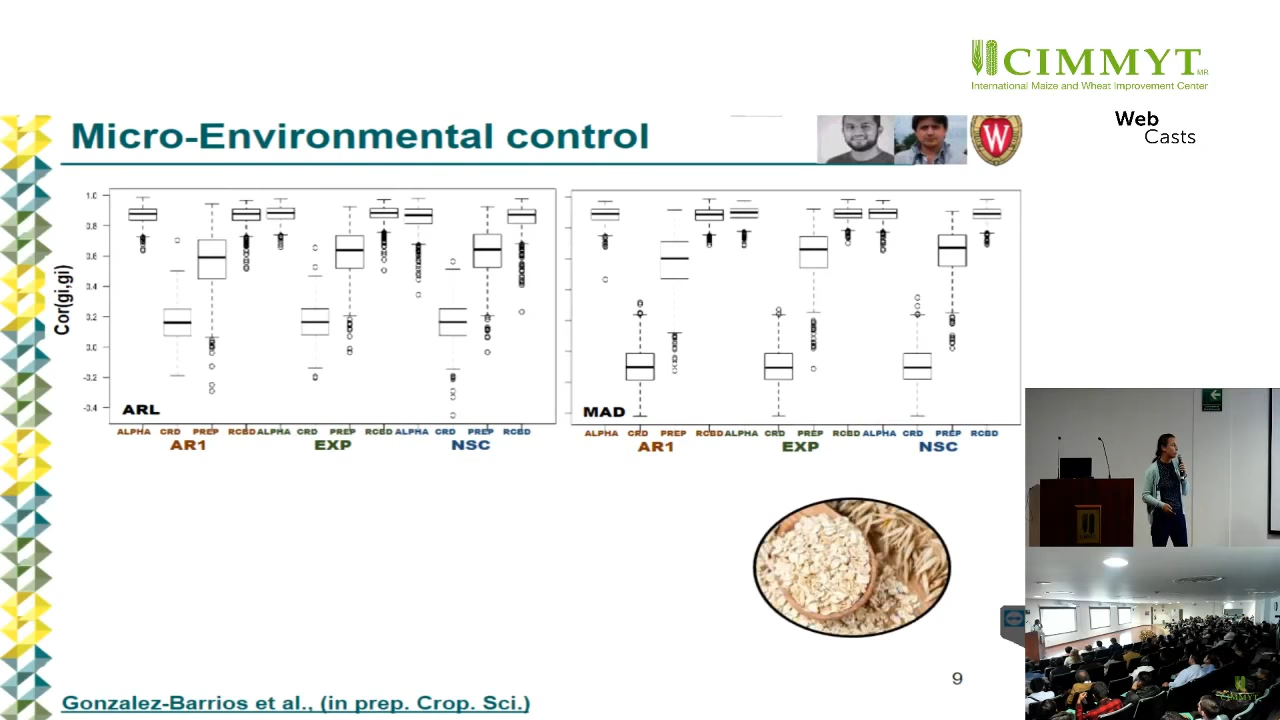 CIMMYT MR
International Maize and Wheat Improvement Center
Web
Casts
Micro-Environmental control
W
Cor(gi,gi)
1.0
0.8
0.6
0.4
0.2
0.0
-0.2
-0.4
ARL
ALPHA CRD PREP RCBD ALPHA CRD PREP RCBD ALPHA CRD PREP RCBD
AR1 EXP NSC
MAD
ALPHA CRD PREP RCBD ALPHA CRD PREP RCBD ALPHA CRD PREP RCBD
AR1 EXP NSC
9
Gonzalez-Barrios et al., (in prep. Crop. Sci.)
CIMMYT